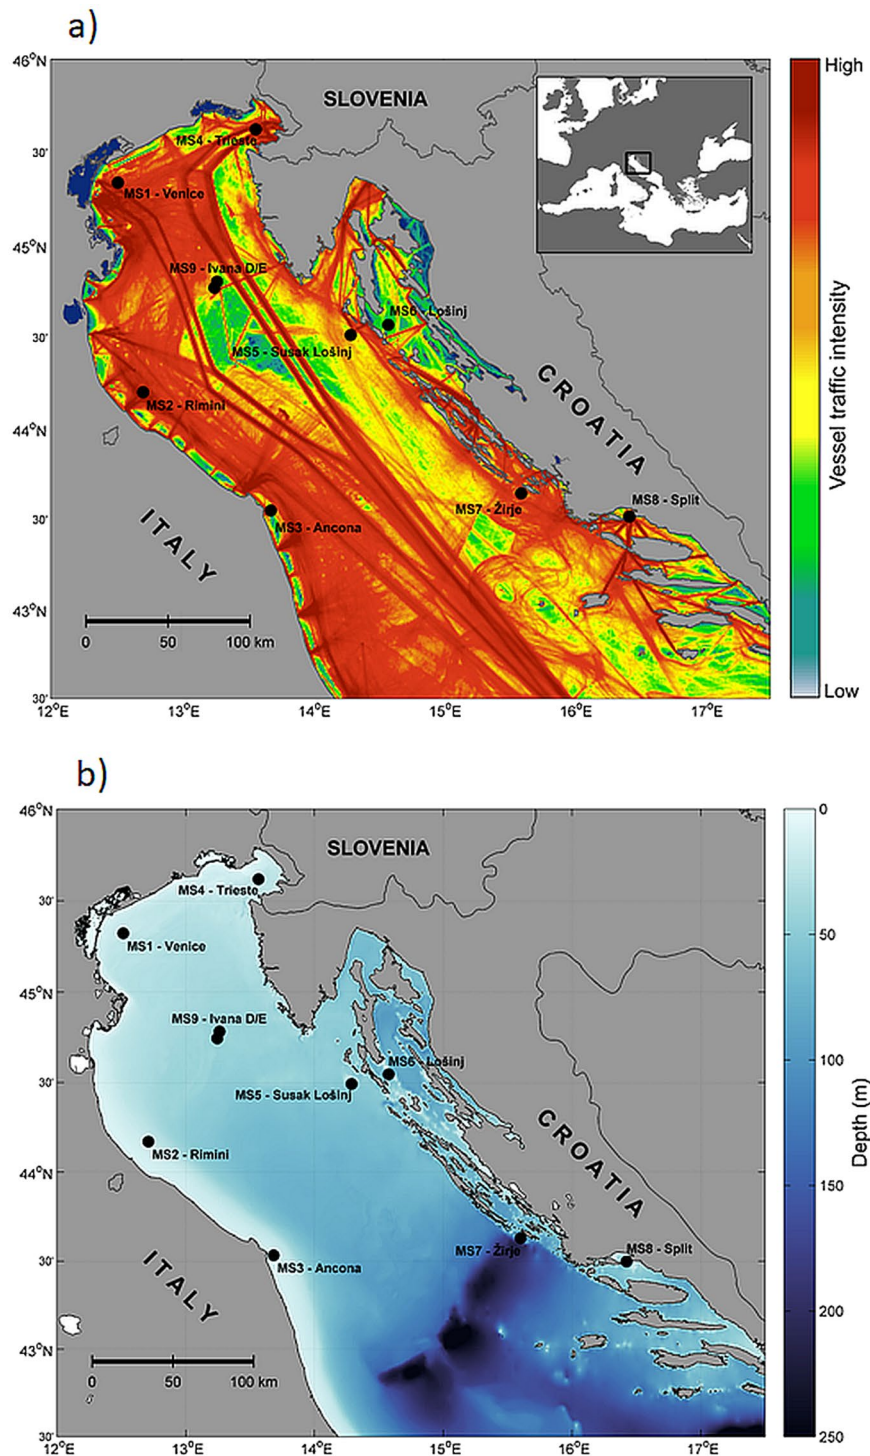 a)
46°N
SLOVENIA
High
MS4 - Trieste
30'
MS1 - Venice
45°N
MS9 - Ivana D/E
MS6 - Lošinj
30'
MS5 - Susak Lošinj
MS2 - Rimini
CROATIA
44°N
MS7 - Žirje
MS8 - Split
30'
MS3 - Ancona
ITALY
43°N
0 50 100 km
30'
Low
12°E 13°E 14°E 15°E 16°E 17°E
Vessel traffic intensity
b)
46°N
0
SLOVENIA
MS4 - Trieste
30'
MS1 - Venice
50
45°N
MS9 - Ivana D/E
MS6 - Lošinj
30'
MS5 - Susak Lošinj
100
MS2 - Rimini
CROATIA
44°N
150
MS7 - Žirje
MS8 - Split
30'
MS3 - Ancona
ITALY
200
43°N
0 50 100 km
30'
250
12°E 13°E 14°E 15°E 16°E 17°E
Depth (m)